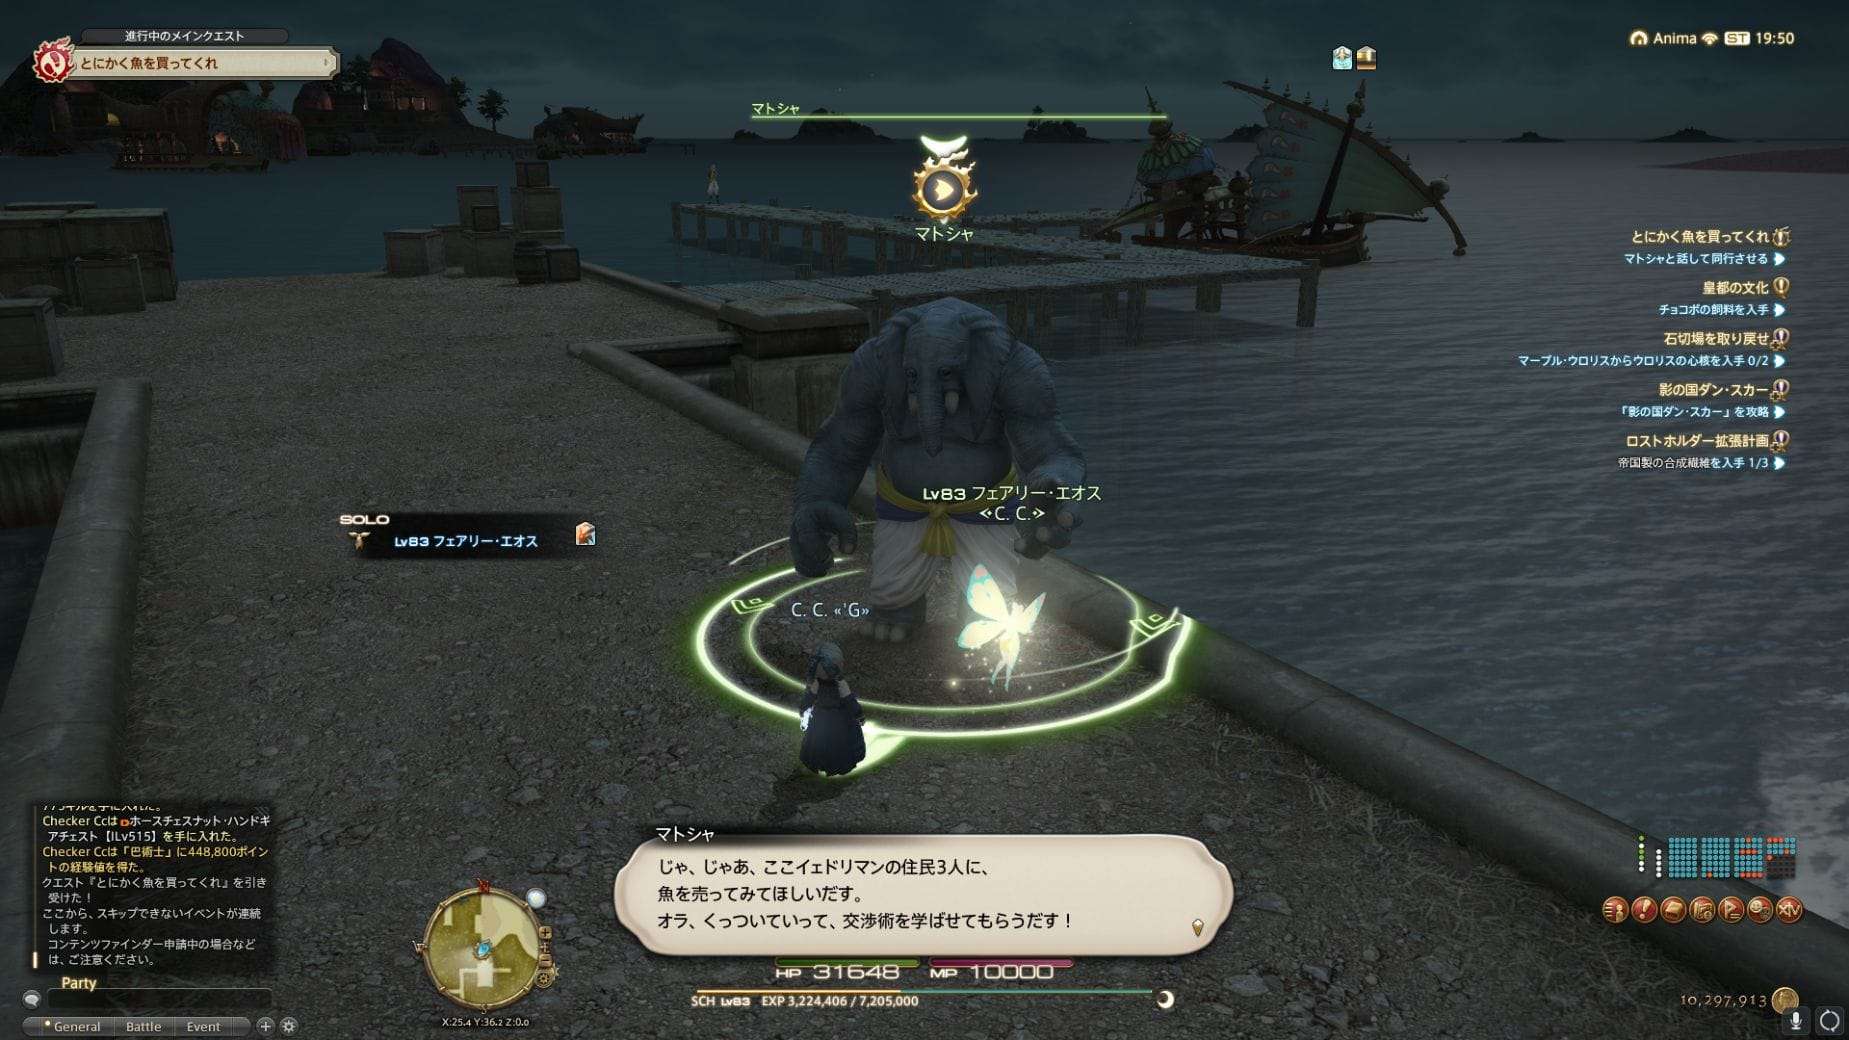 進行中のメインクエスト
とにかく魚を買ってくれ
Anima ST 19:50
マトシャ
マトシャ
とにかく魚を買ってくれ
マトシャと話して同行させる
皇都の文化
チョコボの飼料を入手
石切場を取り戻せ
マーブル・ウロリスからウロリスの心核を入手 0/2
影の国ダン・スカー
「影の国ダン・スカー」を攻略
ロストホルダー拡張計画
帝国製の合成繊維を入手 1/3
Lv83 フェアリー・エオス
C. C.
SOLO
Lv83 フェアリー・エオス
C. C. «'G»
775ギルを手に入れた。
Checker Ccは ホースチェスナット・ハンドギ
アチェスト【ILv515】を手に入れた。
Checker Ccは「巴術士」に448,800ポイン
トの経験値を得た。
クエスト『とにかく魚を買ってくれ』を引き
受けた！
ここから、スキップできないイベントが連続
します。
コンテンツファインダー申請中の場合など
は、ご注意ください。
Party
General Battle Event
X:25.4 Y:36.2 Z:0.0
マトシャ
じゃ、じゃあ、ここイェドリマンの住民3人に、
魚を売ってみてほしいだす。
オラ、くっついていって、交渉術を学ばせてもらうだす！
HP 31648 MP 10000
SCH Lv83 EXP 3,224,406 / 7,205,000
10,297,913